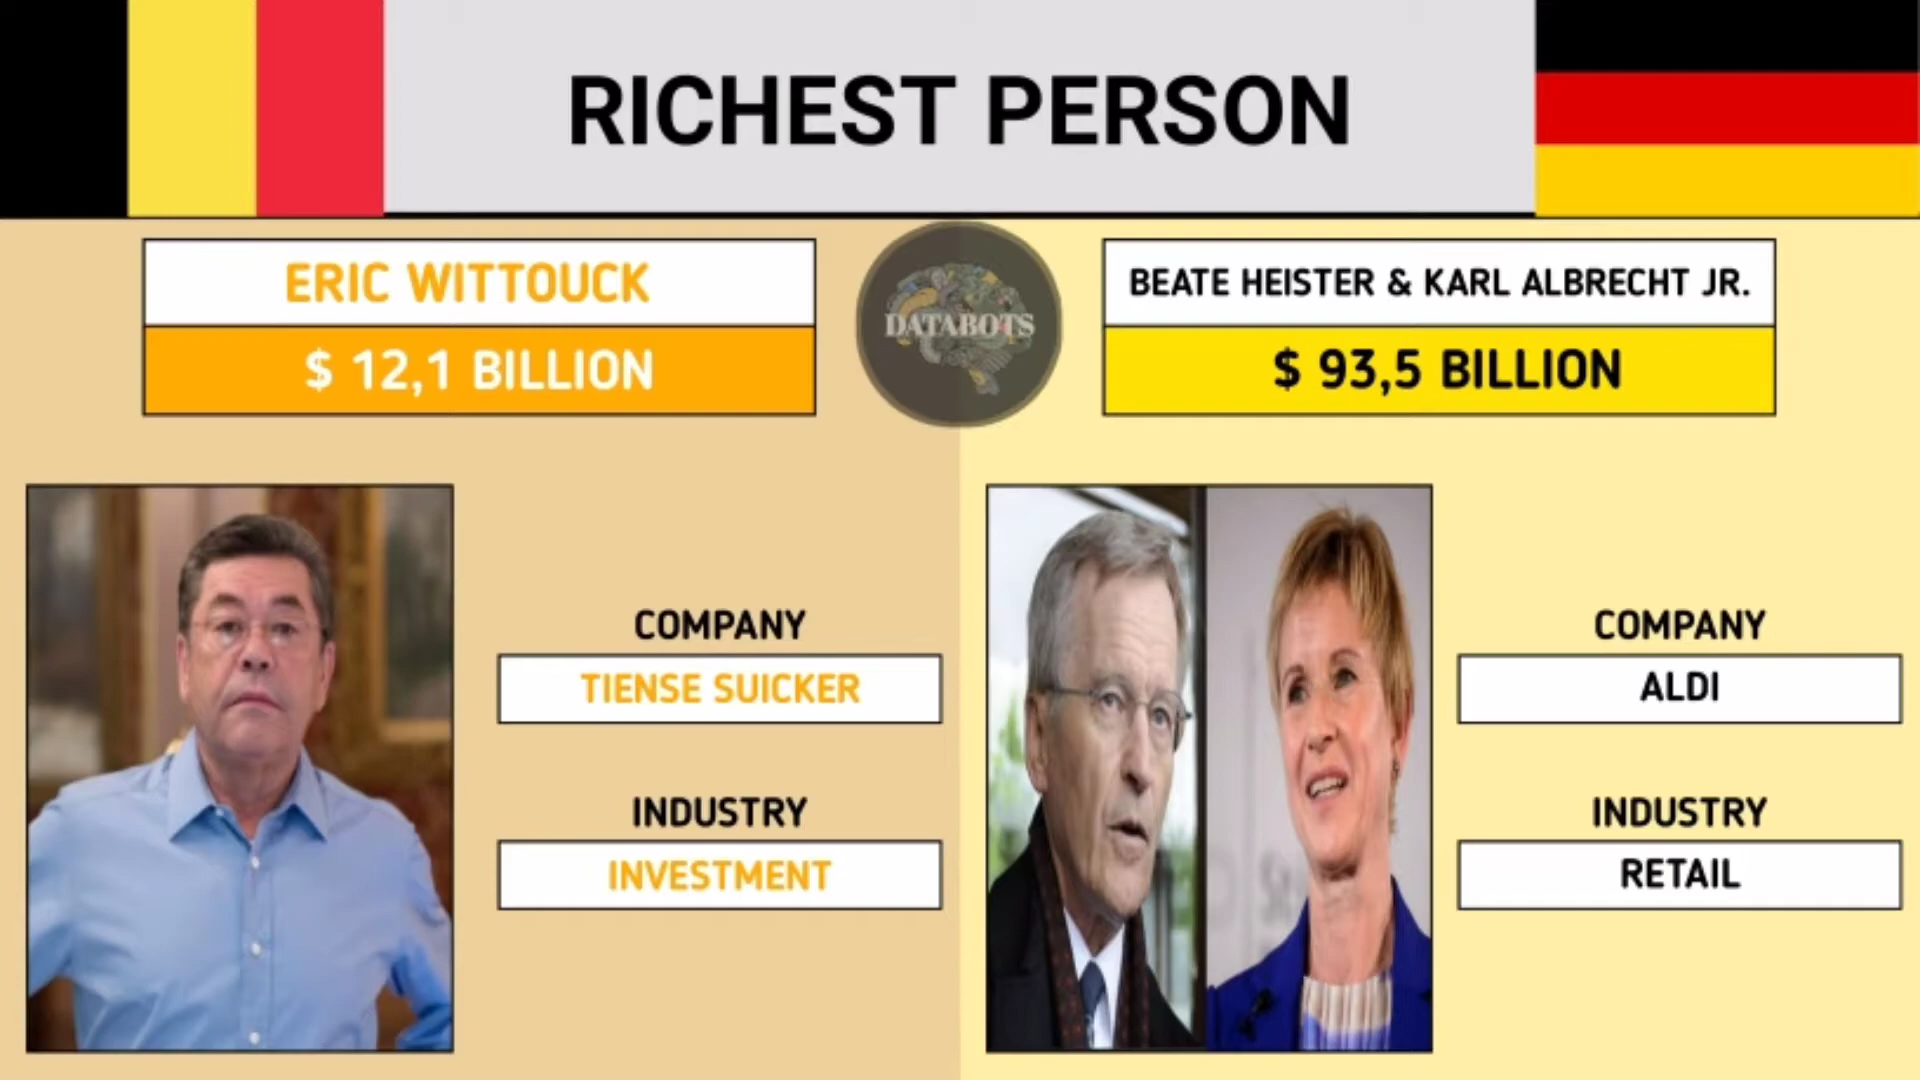 RICHEST PERSON
ERIC WITTOUCK
$ 12,1 BILLION
DATABOTS
BEATE HEISTER & KARL ALBRECHT JR.
$ 93,5 BILLION
COMPANY
TIENSE SUICKER
INDUSTRY
INVESTMENT
COMPANY
ALDI
INDUSTRY
RETAIL